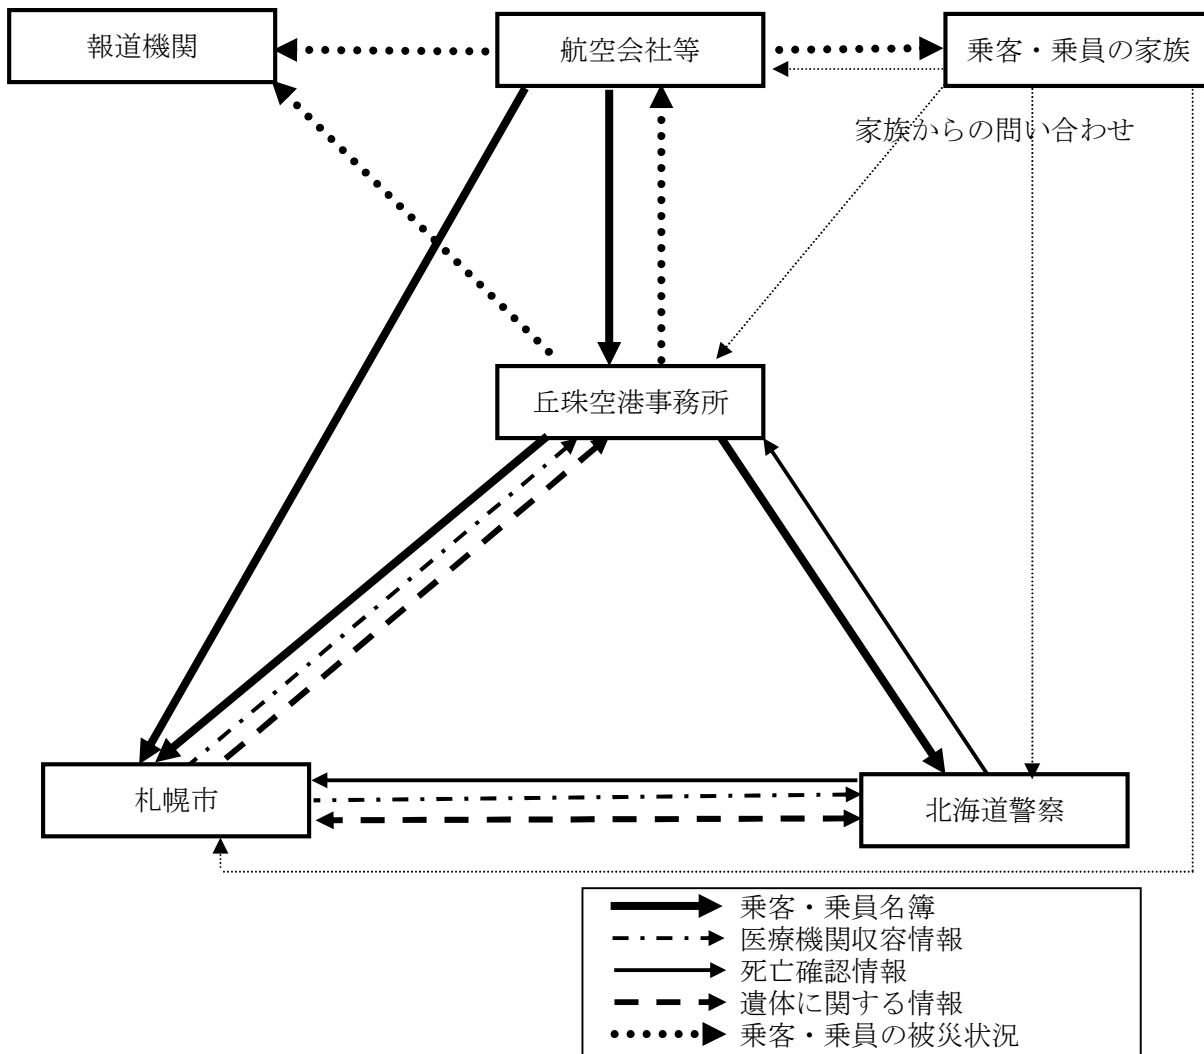 報道機関
航空会社等
乗客・乗員の家族
家族からの問い合わせ
丘珠空港事務所
札幌市
北海道警察
乗客・乗員名簿
医療機関収容情報
死亡確認情報
遺体に関する情報
乗客・乗員の被災状況